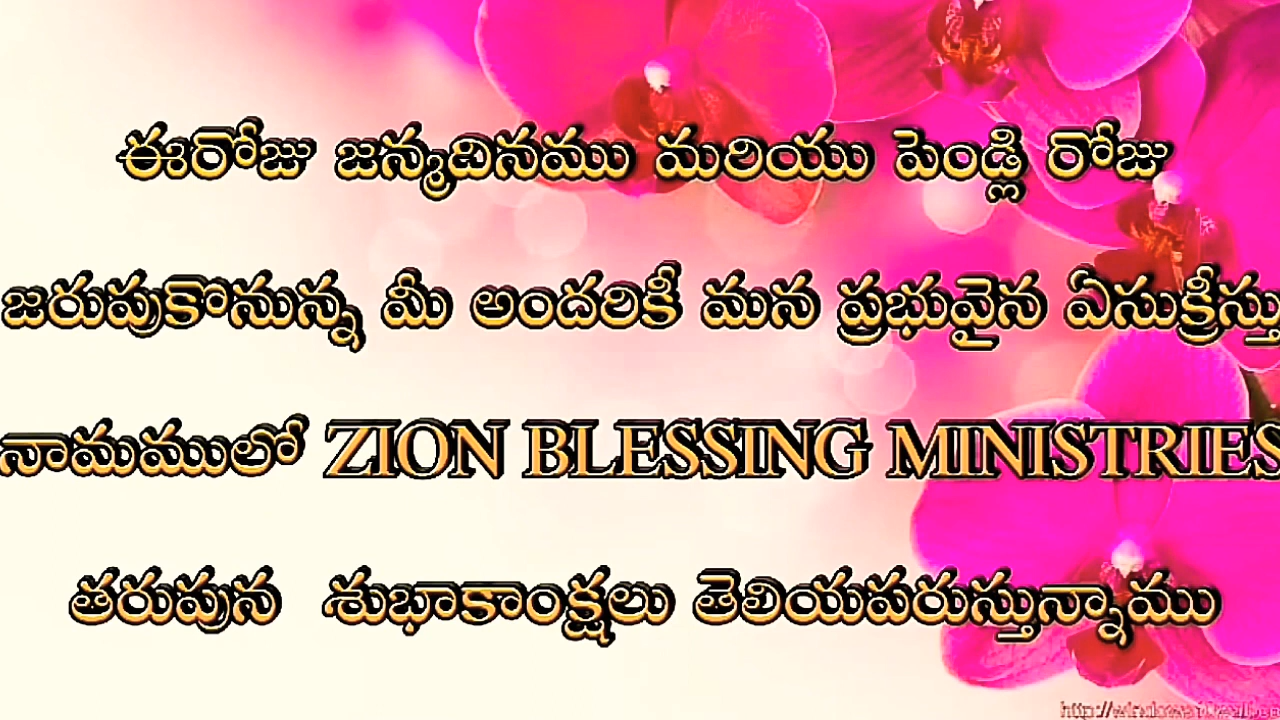 ఈరోజు జన్మదినము మరియు పెండ్లి రోజు
జరుపుకొనున్న మీ అందరికీ మన ప్రభువైన ఏసుక్రీస్తు
నామములో ZION BLESSING MINISTRIES
తరుపున శుభాకాంక్షలు తెలియపరుస్తున్నాము